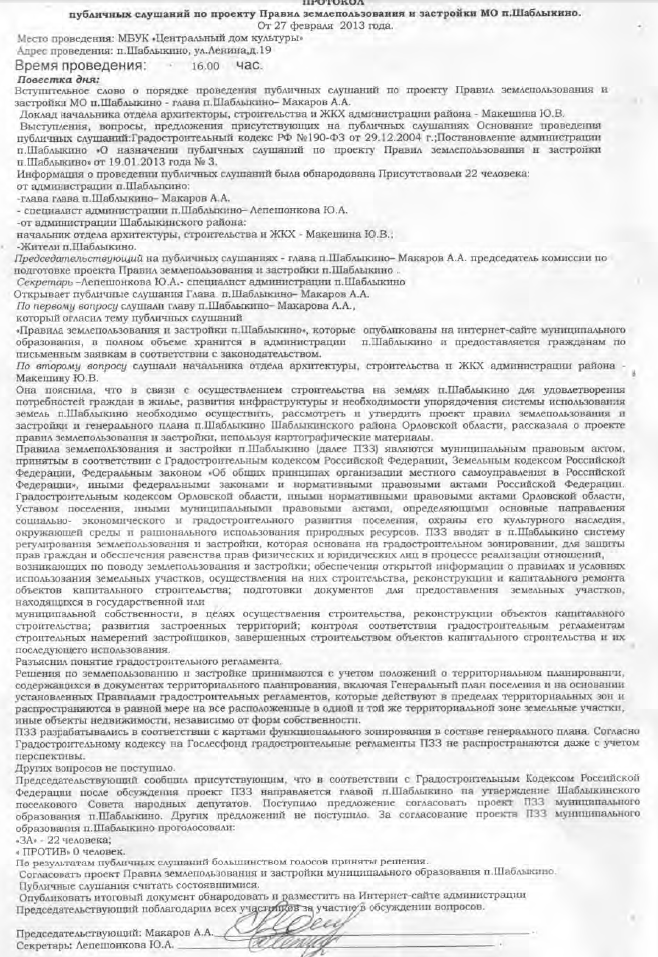 ПРОТОКОЛ
публичных слушаний по проекту Правил землепользования и застройки МО п.Шаблыкино.
От 27 февраля 2013 года.
Место проведения: МБУК «Центральный дом культуры»
Адрес проведения: п.Шаблыкино, ул.Ленина,д.19
Время проведения: 16.00 час.
Повестка дня:
Вступительное слово о порядке проведения публичных слушаний по проекту Правил землепользования и
застройки МО п.Шаблыкино - глава п.Шаблыкино– Макаров А.А.
Доклад начальника отдела архитектуры, строительства и ЖКХ администрации района - Макешина Ю.В.
Выступления, вопросы, предложения присутствующих на публичных слушаниях Основание проведения
публичных слушаний:Градостроительный кодекс РФ №190-ФЗ от 29.12.2004 г.;Постановление администрации
п.Шаблыкино «О назначении публичных слушаний по проекту Правил землепользования и застройки
п.Шаблыкино» от 19.01.2013 года № 3.
Информация о проведении публичных слушаний была обнародована Присутствовали 22 человека:
от администрации п.Шаблыкино:
-глава глава п.Шаблыкино– Макаров А.А.
- специалист администрации п.Шаблыкино– Лепешонкова Ю.А.
-от администрации Шаблыкинского района:
начальник отдела архитектуры, строительства и ЖКХ - Макешина Ю.В.;
-Жители п.Шаблыкино.
Председательствующий на публичных слушаниях - глава п.Шаблыкино– Макаров А.А. председатель комиссии по
подготовке проекта Правил землепользования и застройки п.Шаблыкино ..
Секретарь –Лепешонкова Ю.А.- специалист администрации п.Шаблыкино
Открывает публичные слушания Глава п.Шаблыкино– Макаров А.А.
По первому вопросу слушали главу п.Шаблыкино– Макарова А.А.,
который огласил тему публичных слушаний
«Правила землепользования и застройки п.Шаблыкино», которые опубликованы на интернет-сайте муниципального
образования, в полном объеме хранится в администрации п.Шаблыкино и предоставляется гражданам по
письменным заявкам в соответствии с законодательством.
По второму вопросу слушали начальника отдела архитектуры, строительства и ЖКХ администрации района -
Макешину Ю.В.
Она пояснила, что в связи с осуществлением строительства на землях п.Шаблыкино для удовлетворения
потребностей граждан в жилье, развития инфраструктуры и необходимости упорядочения системы использования
земель п.Шаблыкино необходимо осуществить, рассмотреть и утвердить проект правил землепользования и
застройки и генерального плана п.Шаблыкино Шаблыкинского района Орловской области, рассказала о проекте
правил землепользования и застройки, используя картографические материалы.
Правила землепользования и застройки п.Шаблыкино (далее ПЗЗ) являются муниципальным правовым актом,
принятым в соответствии с Градостроительным кодексом Российской Федерации, Земельным кодексом Российской
Федерации, Федеральным законом «Об общих принципах организации местного самоуправления в Российской
Федерации», иными федеральными законами и нормативными правовыми актами Российской Федерации.
Градостроительным кодексом Орловской области, иными нормативными правовыми актами Орловской области,
Уставом поселения, иными муниципальными правовыми актами, определяющими основные направления
социально- экономического и градостроительного развития поселения, охраны его культурного наследия,
окружающей среды и рационального использования природных ресурсов. ПЗЗ вводят в п.Шаблыкино систему
регулирования землепользования и застройки, которая основана на градостроительном зонировании, для защиты
прав граждан и обеспечения равенства прав физических и юридических лиц в процессе реализации отношений,
возникающих по поводу землепользования и застройки; обеспечения открытой информации о правилах и условиях
использования земельных участков, осуществления на них строительства, реконструкции и капитального ремонта
объектов капитального строительства; подготовки документов для предоставления земельных участков,
находящихся в государственной или
муниципальной собственности, в целях осуществления строительства, реконструкции объектов капитального
строительства; развития застроенных территорий; контроля соответствия градостроительным регламентам
строительных намерений застройщиков, завершенных строительством объектов капитального строительства и их
последующего использования.
Разъяснил понятие градостроительного регламента.
Решения по землепользованию и застройке принимаются с учетом положений о территориальном планировании,
содержащихся в документах территориального планирования, включая Генеральный план поселения и на основании
установленных Правилами градостроительных регламентов, которые действуют в пределах территориальных зон и
распространяются в равной мере на все расположенные в одной и той же территориальной зоне земельные участки,
иные объекты недвижимости, независимо от форм собственности.
ПЗЗ разрабатывались в соответствии с картами функционального зонирования в составе генерального плана. Согласно
Градостроительному кодексу на Гослесфонд градостроительные регламенты ПЗЗ не распространяются даже с учетом
перспективы.
Других вопросов не поступило.
Председательствующий сообщил присутствующим, что в соответствии с Градостроительным Кодексом Российской
Федерации после обсуждения проект ПЗЗ направляется главой п.Шаблыкино на утверждение Шаблыкинского
поселкового Совета народных депутатов. Поступило предложение согласовать проект ПЗЗ муниципального
образования п.Шаблыкино. Других предложений не поступило. За согласование проекта ПЗЗ муниципального
образования п.Шаблыкино проголосовали:
«ЗА» - 22 человека;
« ПРОТИВ» 0 человек.
По результатам публичных слушаний большинством голосов приняты решения.
Согласовать проект Правил землепользования и застройки муниципального образования п.Шаблыкино.
Публичные слушания считать состоявшимися.
Опубликовать итоговый документ обнародовать и разместить на Интернет-сайте администрации
Председательствующий поблагодарил всех участников за участие в обсуждении вопросов.
Председательствующий: Макаров А.А.
Секретарь: Лепешонкова Ю.А.